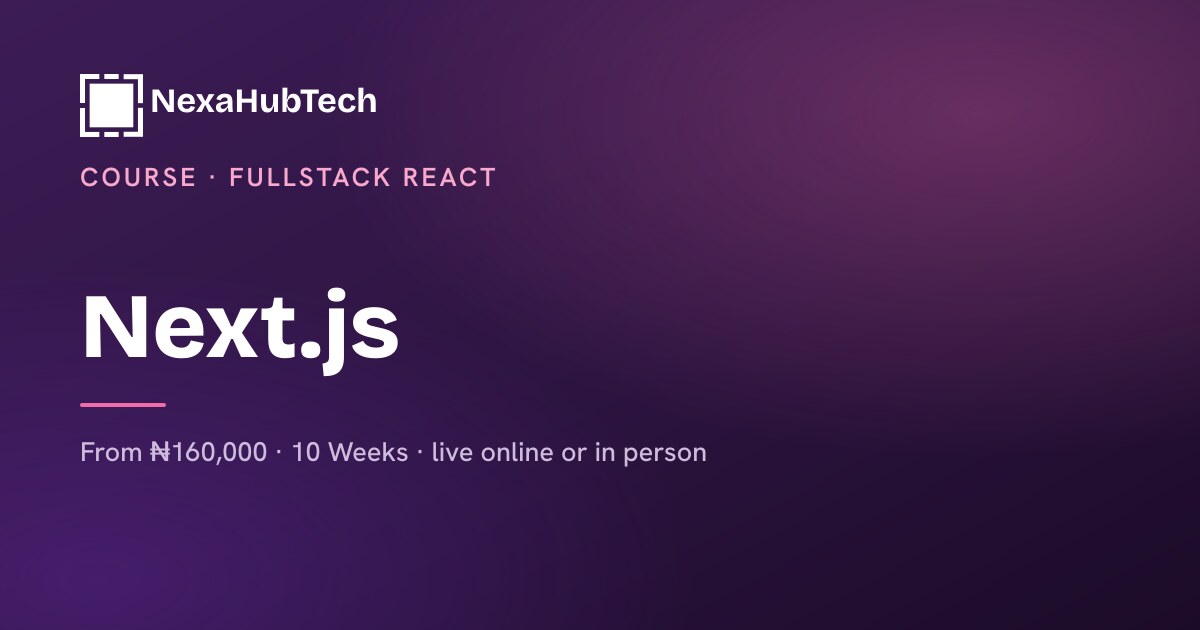 NexaHubTech
COURSE · FULLSTACK REACT
Next.js
From ₦160,000 · 10 Weeks · live online or in person